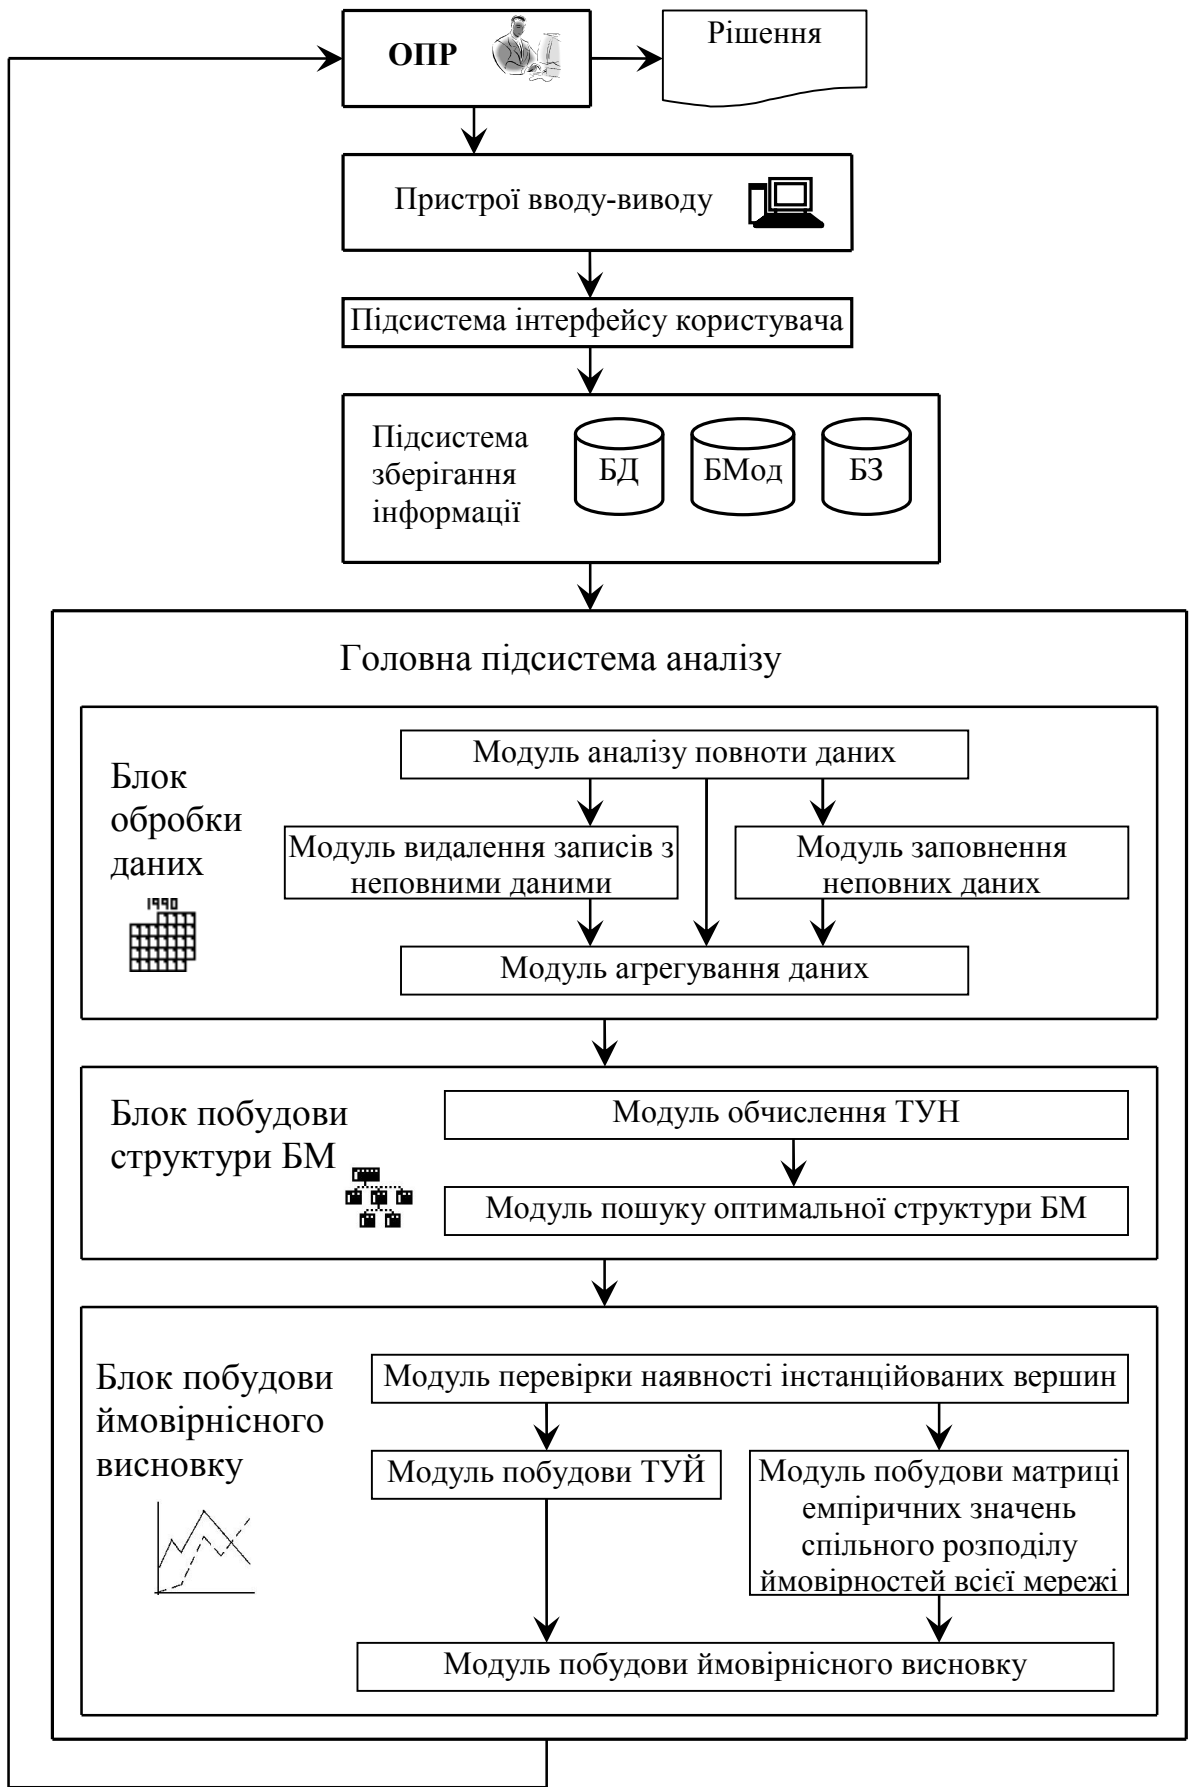 ОПР
Рішення
Пристрої вводу-виводу
Підсистема інтерфейсу користувача
Підсистема
зберігання
інформації
БД
БМод
БЗ
Головна підсистема аналізу
Блок
обробки
даних
1990
Модуль аналізу повноти даних
Модуль видалення записів з
неповними даними
Модуль заповнення
неповних даних
Модуль агрегування даних
Блок побудови
структури БМ
Модуль обчислення ТУН
Модуль пошуку оптимальної структури БМ
Блок побудови
ймовірнісного
висновку
Модуль перевірки наявності інстанційованих вершин
Модуль побудови ТУЙ
Модуль побудови матриці
емпіричних значень
спільного розподілу
ймовірностей всієї мережі
Модуль побудови ймовірнісного висновку